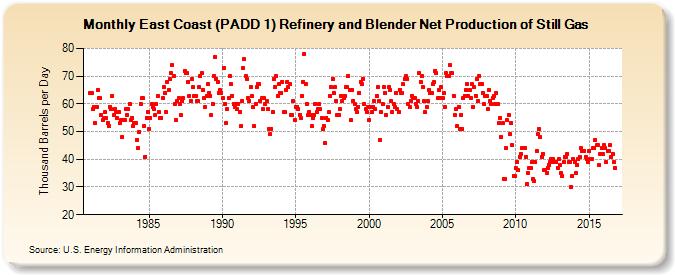 Monthly East Coast (PADD 1) Refinery and Blender Net Production of Still Gas
Thousand Barrels per Day
80
70
60
50
40
30
20
1985 1990 1995 2000 2005 2010 2015
Source: U.S. Energy Information Administration